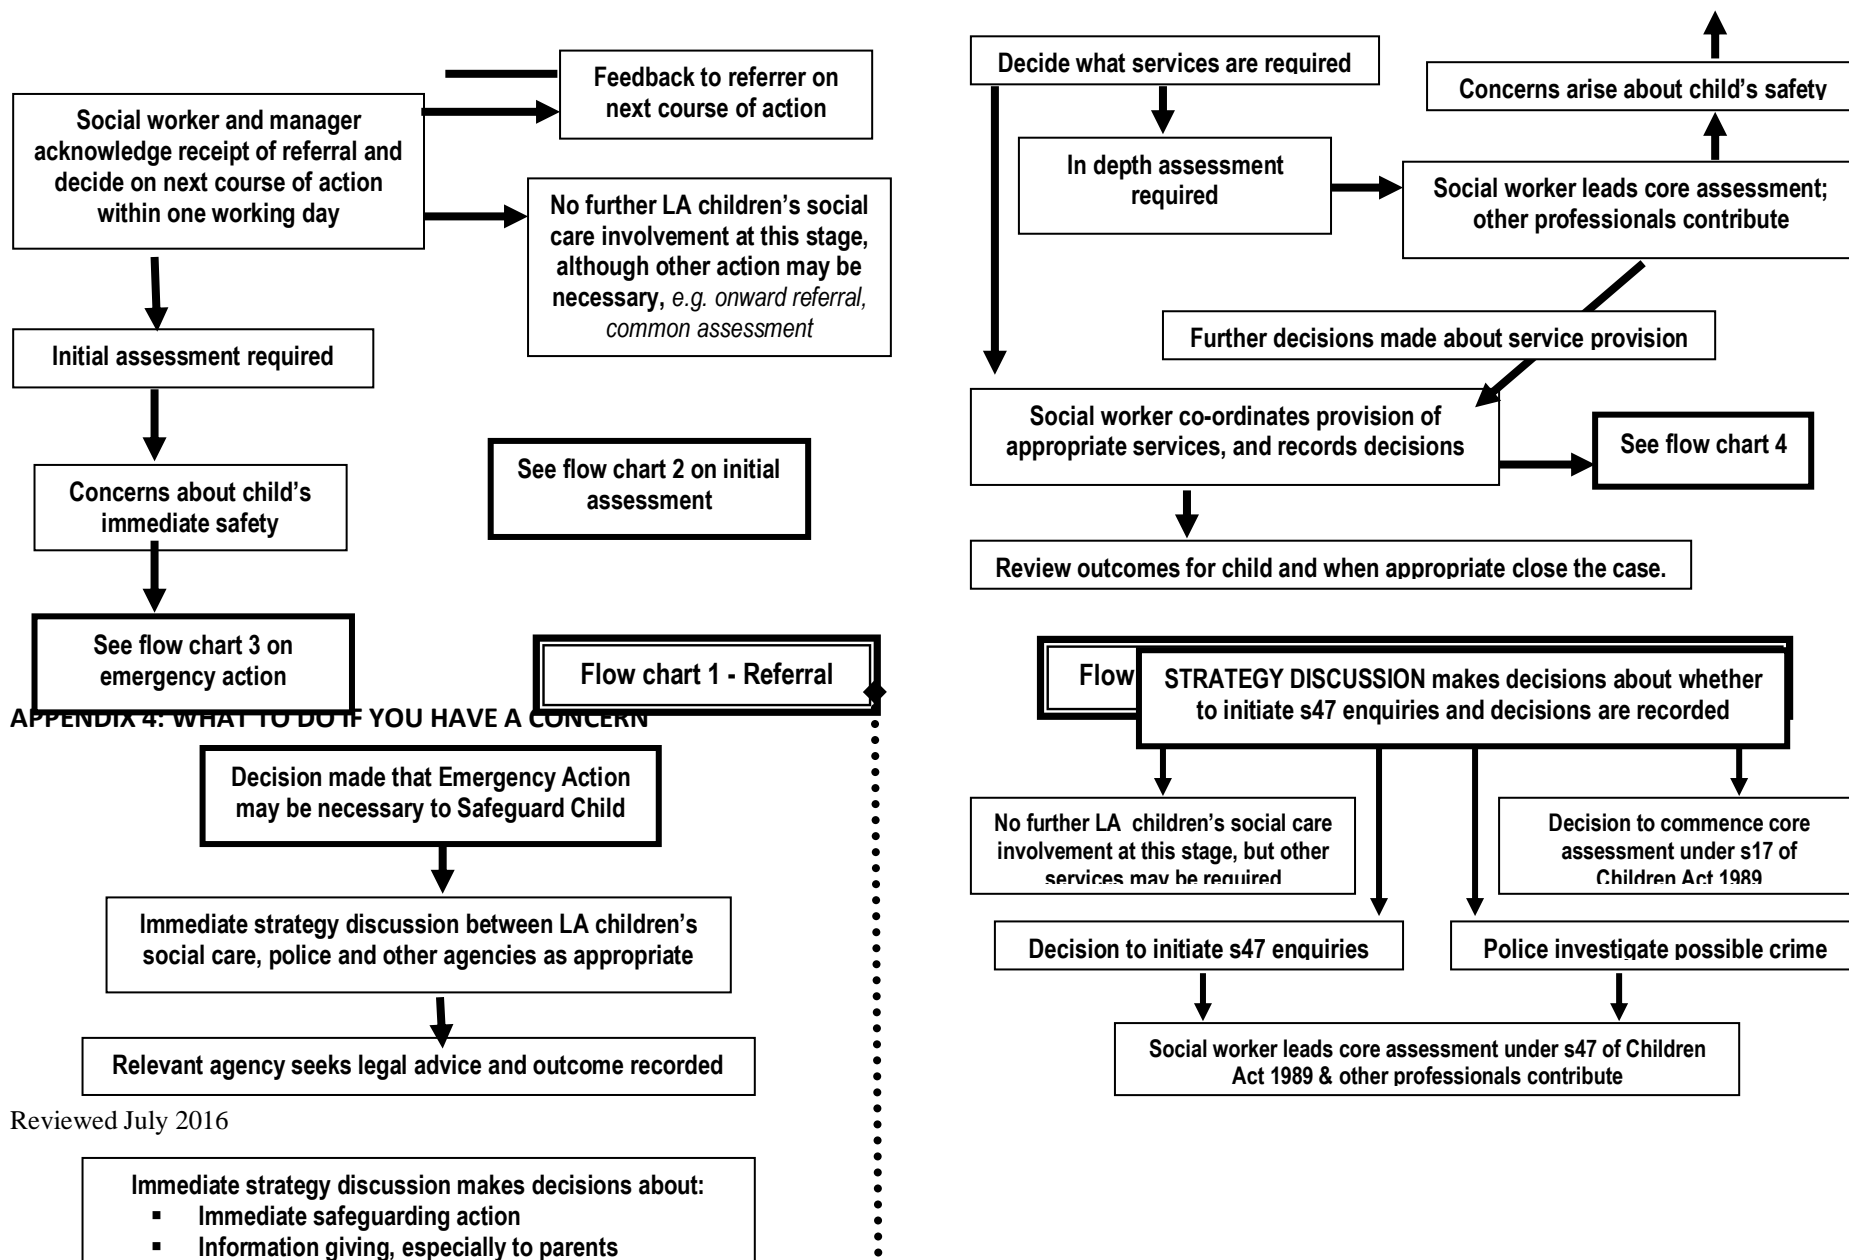 Social worker and manager
acknowledge receipt of referral and
decide on next course of action
within one working day
Feedback to referrer on
next course of action
No further LA children’s social
care involvement at this stage,
although other action may be
necessary, e.g. onward referral,
common assessment
Initial assessment required
Concerns about child’s
immediate safety
See flow chart 2 on initial
assessment
See flow chart 3 on
emergency action
Flow chart 1 - Referral
Decide what services are required
Concerns arise about child’s safety
In depth assessment
required
Social worker leads core assessment;
other professionals contribute
Further decisions made about service provision
Social worker co-ordinates provision of
appropriate services, and records decisions
See flow chart 4
Review outcomes for child and when appropriate close the case.
Flow
APPENDIX 4: WHAT TO DO IF YOU HAVE A CONCERN
Decision made that Emergency Action
may be necessary to Safeguard Child
Immediate strategy discussion between LA children’s
social care, police and other agencies as appropriate
Relevant agency seeks legal advice and outcome recorded
Reviewed July 2016
Immediate strategy discussion makes decisions about:
▪ Immediate safeguarding action
▪ Information giving, especially to parents
STRATEGY DISCUSSION makes decisions about whether
to initiate s47 enquiries and decisions are recorded
No further LA children’s social care
involvement at this stage, but other
services may be required
Decision to commence core
assessment under s17 of
Children Act 1989
Decision to initiate s47 enquiries
Police investigate possible crime
Social worker leads core assessment under s47 of Children
Act 1989 & other professionals contribute